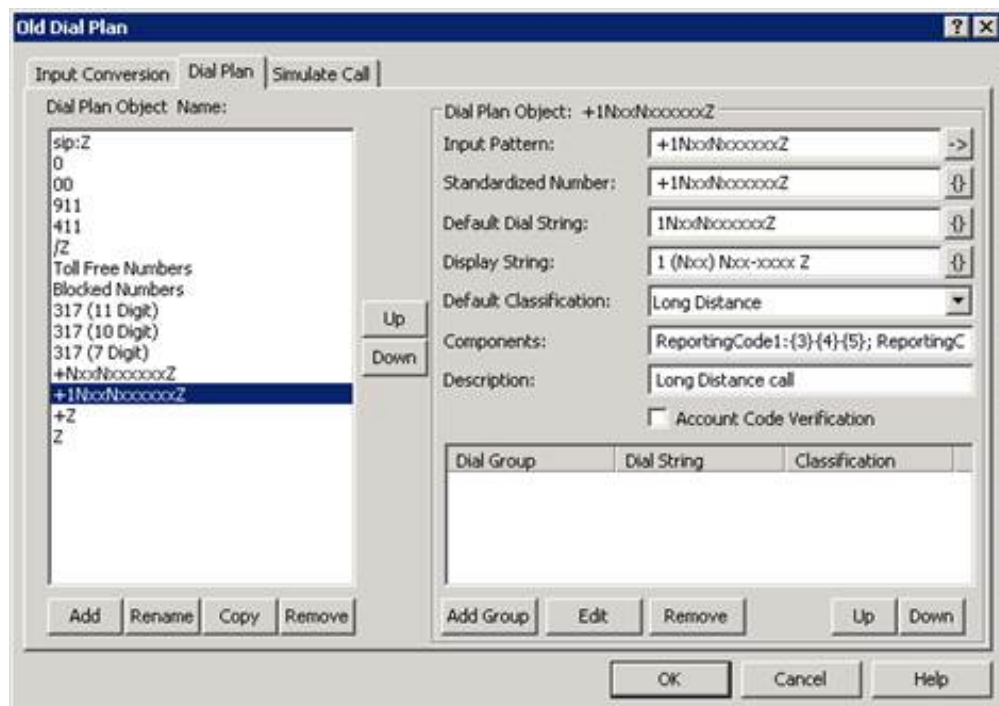 Old Dial Plan
Input Conversion
Dial Plan
Simulate Call
Dial Plan Object Name:
sip:Z
0
00
911
411
/Z
Toll Free Numbers
Blocked Numbers
317 (11 Digit)
317 (10 Digit)
317 (7 Digit)
+NxxNxxxxxxZ
+1NxxNxxxxxxZ
+Z
Z
Up
Down
Add
Rename
Copy
Remove
Dial Plan Object: +1NxxNxxxxxxZ
Input Pattern:
+1NxxNxxxxxxZ
->
Standardized Number:
+1NxxNxxxxxxZ
{}
Default Dial String:
1NxxNxxxxxxZ
{}
Display String:
1 (Nxx) Nxx-xxxx Z
{}
Default Classification:
Long Distance
Components:
ReportingCode1:{3}{4}{5}; ReportingC
Description:
Long Distance call
Account Code Verification
Dial Group
Dial String
Classification
Add Group
Edit
Remove
Up
Down
OK
Cancel
Help